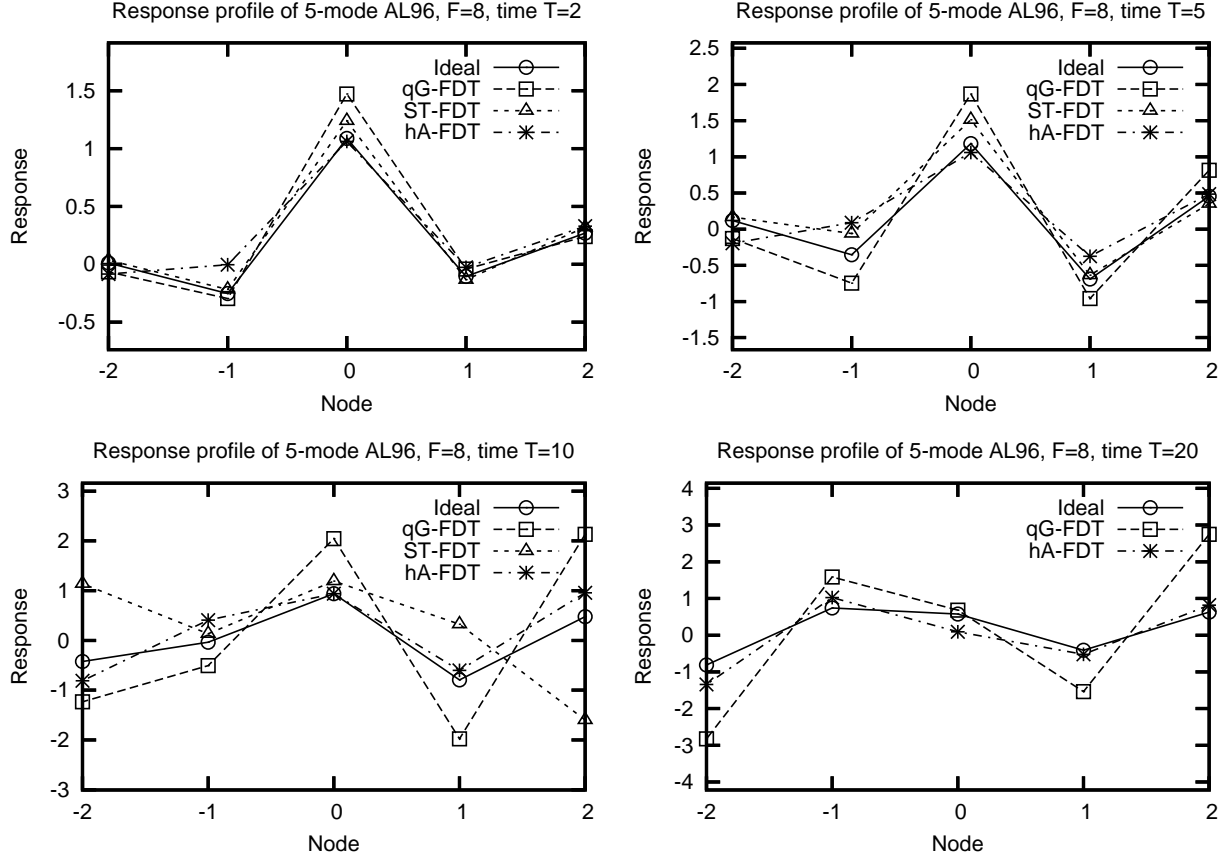 Response profile of 5-mode AL96, F=8, time T=2
Response
1.5
1
0.5
0
-0.5
-2
-1
0
1
2
Node
Ideal
qG-FDT
ST-FDT
hA-FDT
Response profile of 5-mode AL96, F=8, time T=5
Response
2.5
2
1.5
1
0.5
0
-0.5
-1
-1.5
-2
-1
0
1
2
Node
Ideal
qG-FDT
ST-FDT
hA-FDT
Response profile of 5-mode AL96, F=8, time T=10
Response
3
2
1
0
-1
-2
-3
-2
-1
0
1
2
Node
Ideal
qG-FDT
ST-FDT
hA-FDT
Response profile of 5-mode AL96, F=8, time T=20
Response
4
3
2
1
0
-1
-2
-3
-4
-2
-1
0
1
2
Node
Ideal
qG-FDT
hA-FDT